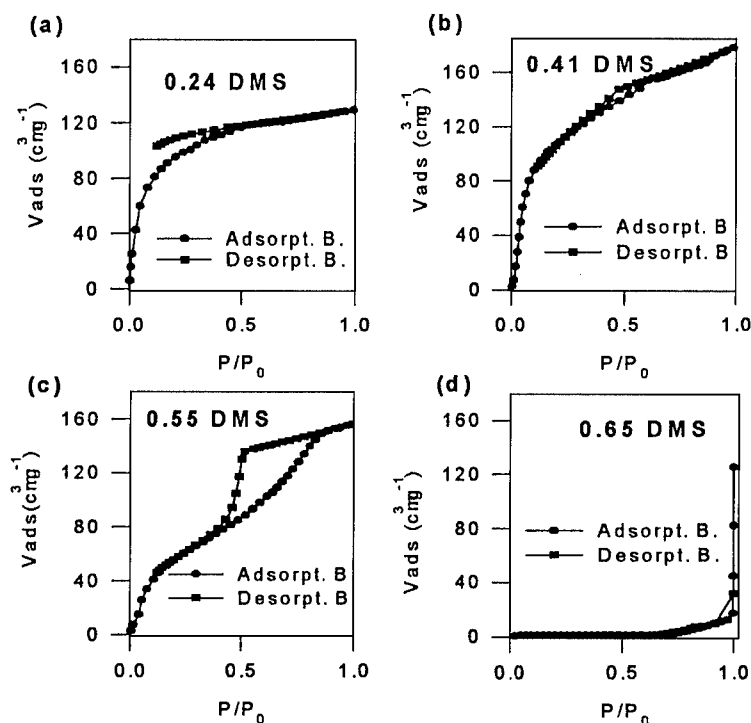 (a)
0.24 DMS
160
120
80
40
0
Vads (cm³g⁻¹)
Adsorpt. B.
Desorpt. B.
0.0 0.5 1.0
P/P₀
(b)
0.41 DMS
160
120
80
40
0
Vads (cm³g⁻¹)
Adsorpt. B
Desorpt. B
0.0 0.5 1.0
P/P₀
(c)
0.55 DMS
160
120
80
40
0
Vads(cm³g⁻¹)
Adsorpt. B
Desorpt. B
0.0 0.5 1.0
P/P₀
(d)
0.65 DMS
160
120
80
40
0
Vads (cm³g⁻¹)
Adsorpt. B.
Desorpt. B.
0.0 0.5 1.0
P/P₀